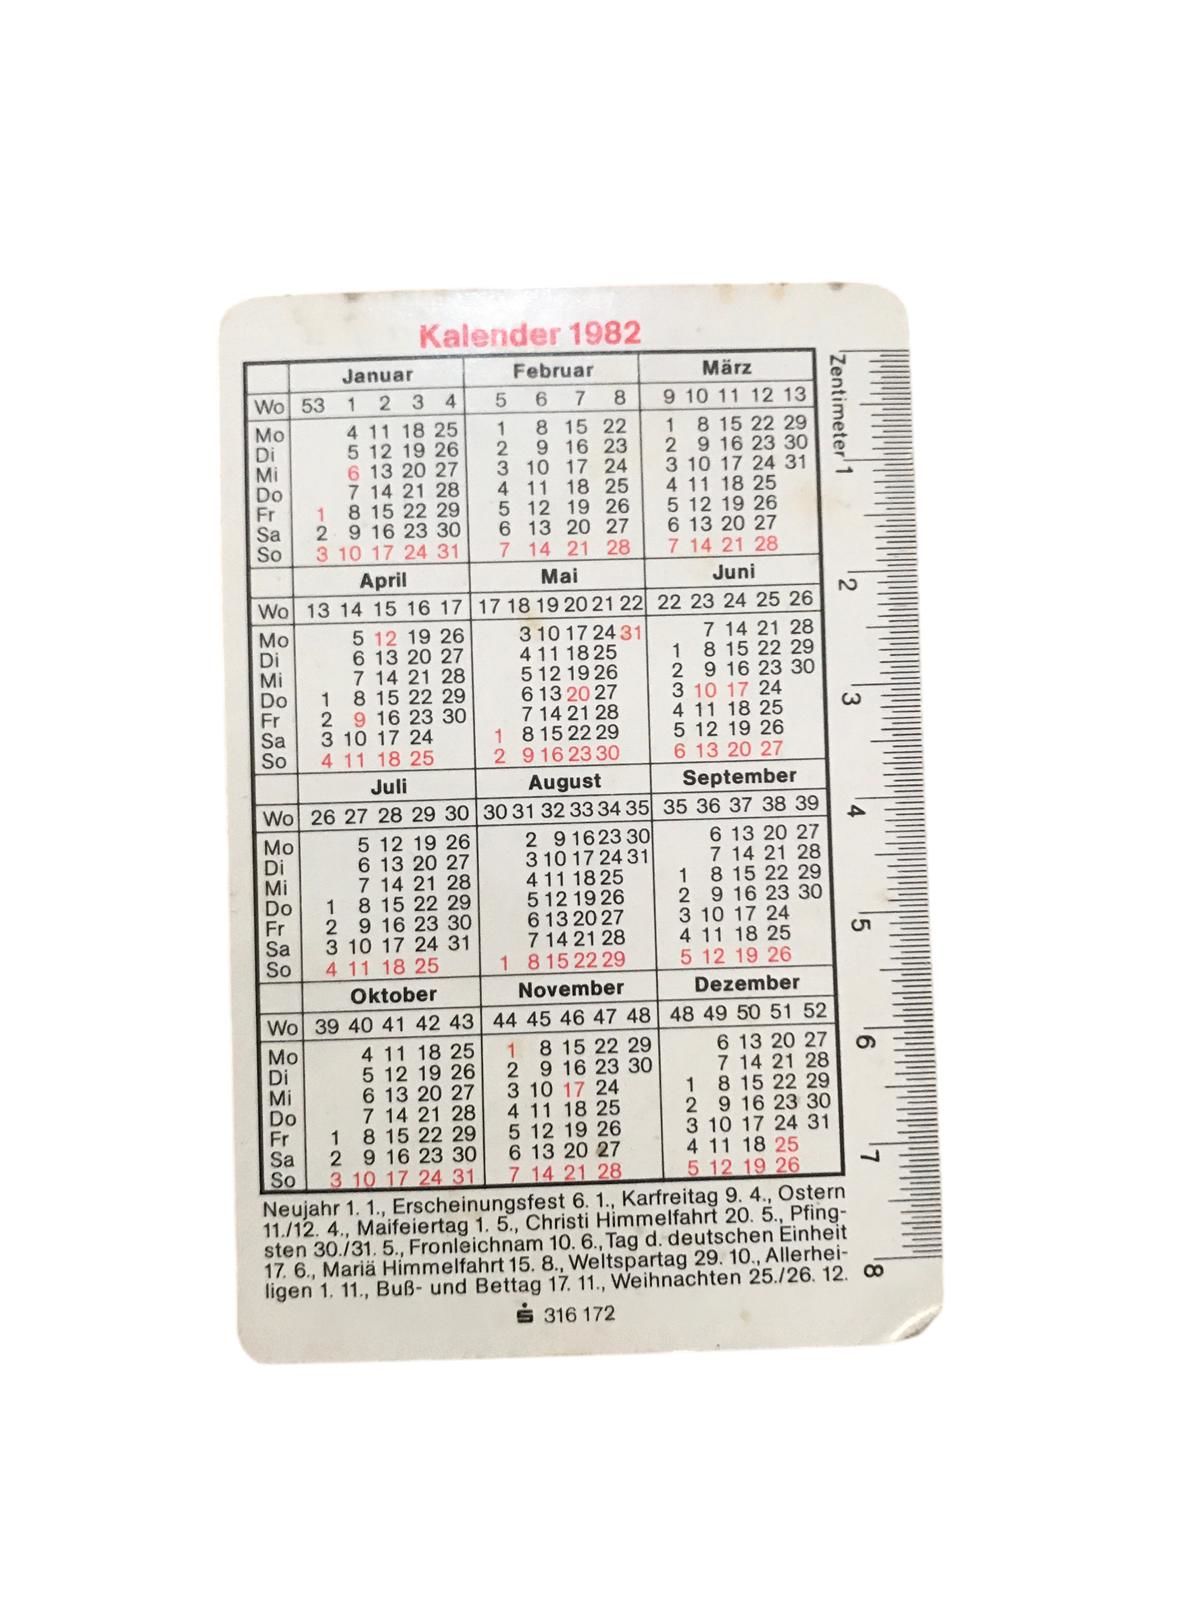 Kalender 1982
Januar Februar März
Wo 53 1 2 3 4 5 6 7 8 9 10 11 12 13
Mo 4 11 18 25 1 8 15 22 1 8 15 22 29
Di 5 12 19 26 2 9 16 23 2 9 16 23 30
Mi 6 13 20 27 3 10 17 24 3 10 17 24 31
Do 7 14 21 28 4 11 18 25 4 11 18 25
Fr 1 8 15 22 29 5 12 19 26 5 12 19 26
Sa 2 9 16 23 30 6 13 20 27 6 13 20 27
So 3 10 17 24 31 7 14 21 28 7 14 21 28
April Mai Juni
Wo 13 14 15 16 17 17 18 19 20 21 22 22 23 24 25 26
Mo 5 12 19 26 3 10 17 24 31 7 14 21 28
Di 6 13 20 27 4 11 18 25 1 8 15 22 29
Mi 7 14 21 28 5 12 19 26 2 9 16 23 30
Do 1 8 15 22 29 6 13 20 27 3 10 17 24
Fr 2 9 16 23 30 7 14 21 28 4 11 18 25
Sa 3 10 17 24 1 8 15 22 29 5 12 19 26
So 4 11 18 25 2 9 16 23 30 6 13 20 27
Juli August September
Wo 26 27 28 29 30 30 31 32 33 34 35 35 36 37 38 39
Mo 5 12 19 26 2 9 16 23 30 6 13 20 27
Di 6 13 20 27 3 10 17 24 31 7 14 21 28
Mi 7 14 21 28 4 11 18 25 1 8 15 22 29
Do 1 8 15 22 29 5 12 19 26 2 9 16 23 30
Fr 2 9 16 23 30 6 13 20 27 3 10 17 24
Sa 3 10 17 24 31 7 14 21 28 4 11 18 25
So 4 11 18 25 1 8 15 22 29 5 12 19 26
Oktober November Dezember
Wo 39 40 41 42 43 44 45 46 47 48 48 49 50 51 52
Mo 4 11 18 25 1 8 15 22 29 6 13 20 27
Di 5 12 19 26 2 9 16 23 30 7 14 21 28
Mi 6 13 20 27 3 10 17 24 1 8 15 22 29
Do 7 14 21 28 4 11 18 25 2 9 16 23 30
Fr 1 8 15 22 29 5 12 19 26 3 10 17 24 31
Sa 2 9 16 23 30 6 13 20 27 4 11 18 25
So 3 10 17 24 31 7 14 21 28 5 12 19 26
Neujahr 1. 1., Erscheinungsfest 6. 1., Karfreitag 9. 4., Ostern
11./12. 4., Maifeiertag 1. 5., Christi Himmelfahrt 20. 5., Pfing-
sten 30./31. 5., Fronleichnam 10. 6., Tag d. deutschen Einheit
17. 6., Mariä Himmelfahrt 15. 8., Weltspartag 29. 10., Allerhei-
ligen 1. 11., Buß- und Bettag 17. 11., Weihnachten 25./26. 12.
316 172
Zentimeter 1 2 3 4 5 6 7 8